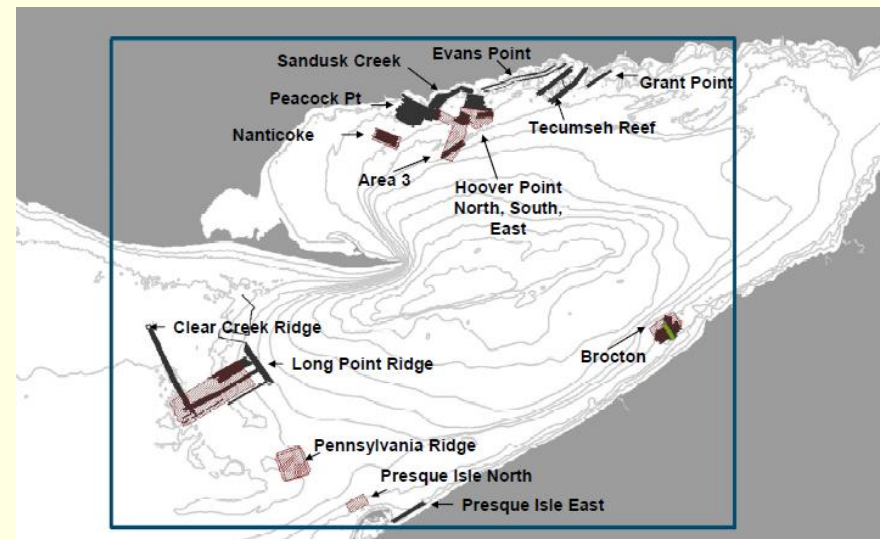 Evans Point
Sandusk Creek
Grant Point
Peacock Pt
Tecumseh Reef
Nanticoke
Area 3
Hoover Point
North, South,
East
Clear Creek Ridge
Brocton
Long Point Ridge
Pennsylvania Ridge
Presque Isle North
Presque Isle East